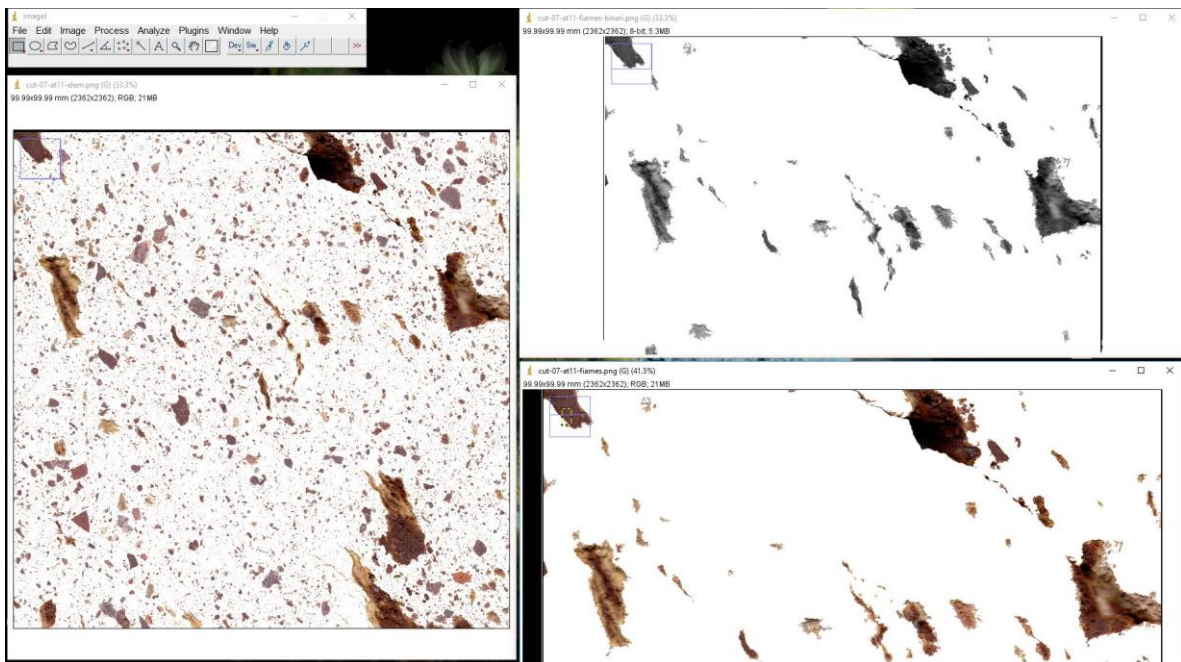 ImageJ
File Edit Image Process Analyze Plugins Window Help
A Dev Stk >>
cut-07-at11-elem.png (G) (33.3%)
99.99x99.99 mm (2362x2362); RGB; 21MB
cut-07-at11-fiames-binari.png (G) (33.3%)
99.99x99.99 mm (2362x2362); 8-bit; 5.3MB
cut-07-at11-fiames.png (G) (41.5%)
99.99x99.99 mm (2362x2362); RGB; 21MB